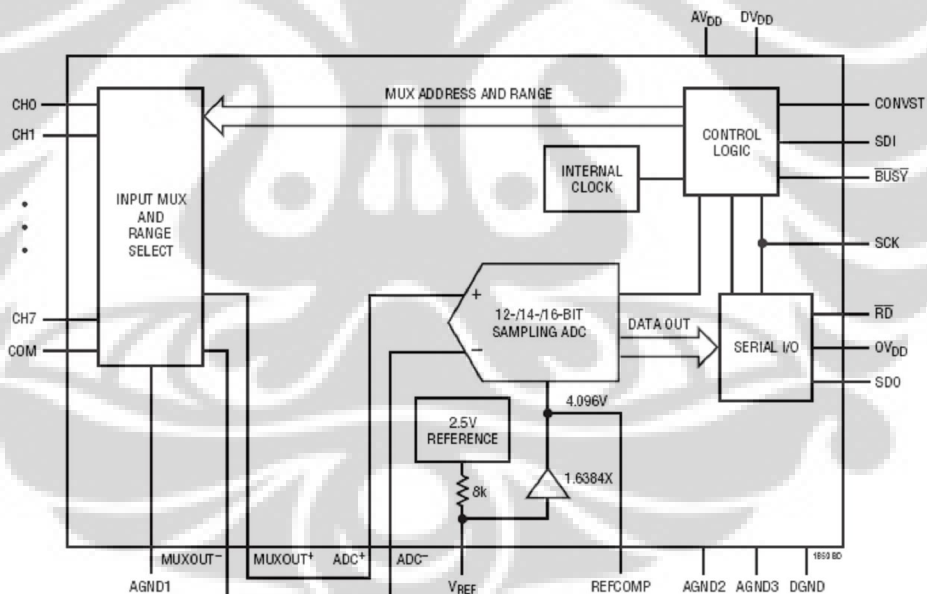 AVDD DVDD
CH0
CH1
MUX ADDRESS AND RANGE
CONTROL
LOGIC
CONVST
SDI
BUSY
INTERNAL
CLOCK
INPUT MUX
AND
RANGE
SELECT
SCK
+
12-/14-/16-BIT
SAMPLING ADC
–
DATA OUT
SERIAL I/O
RD
OVDD
SDO
CH7
COM
4.096V
2.5V
REFERENCE
1.6384X
8k
MUXOUT– MUXOUT+ ADC+ ADC–
AGND1 VREF REFCOMP AGND2 AGND3 DGND